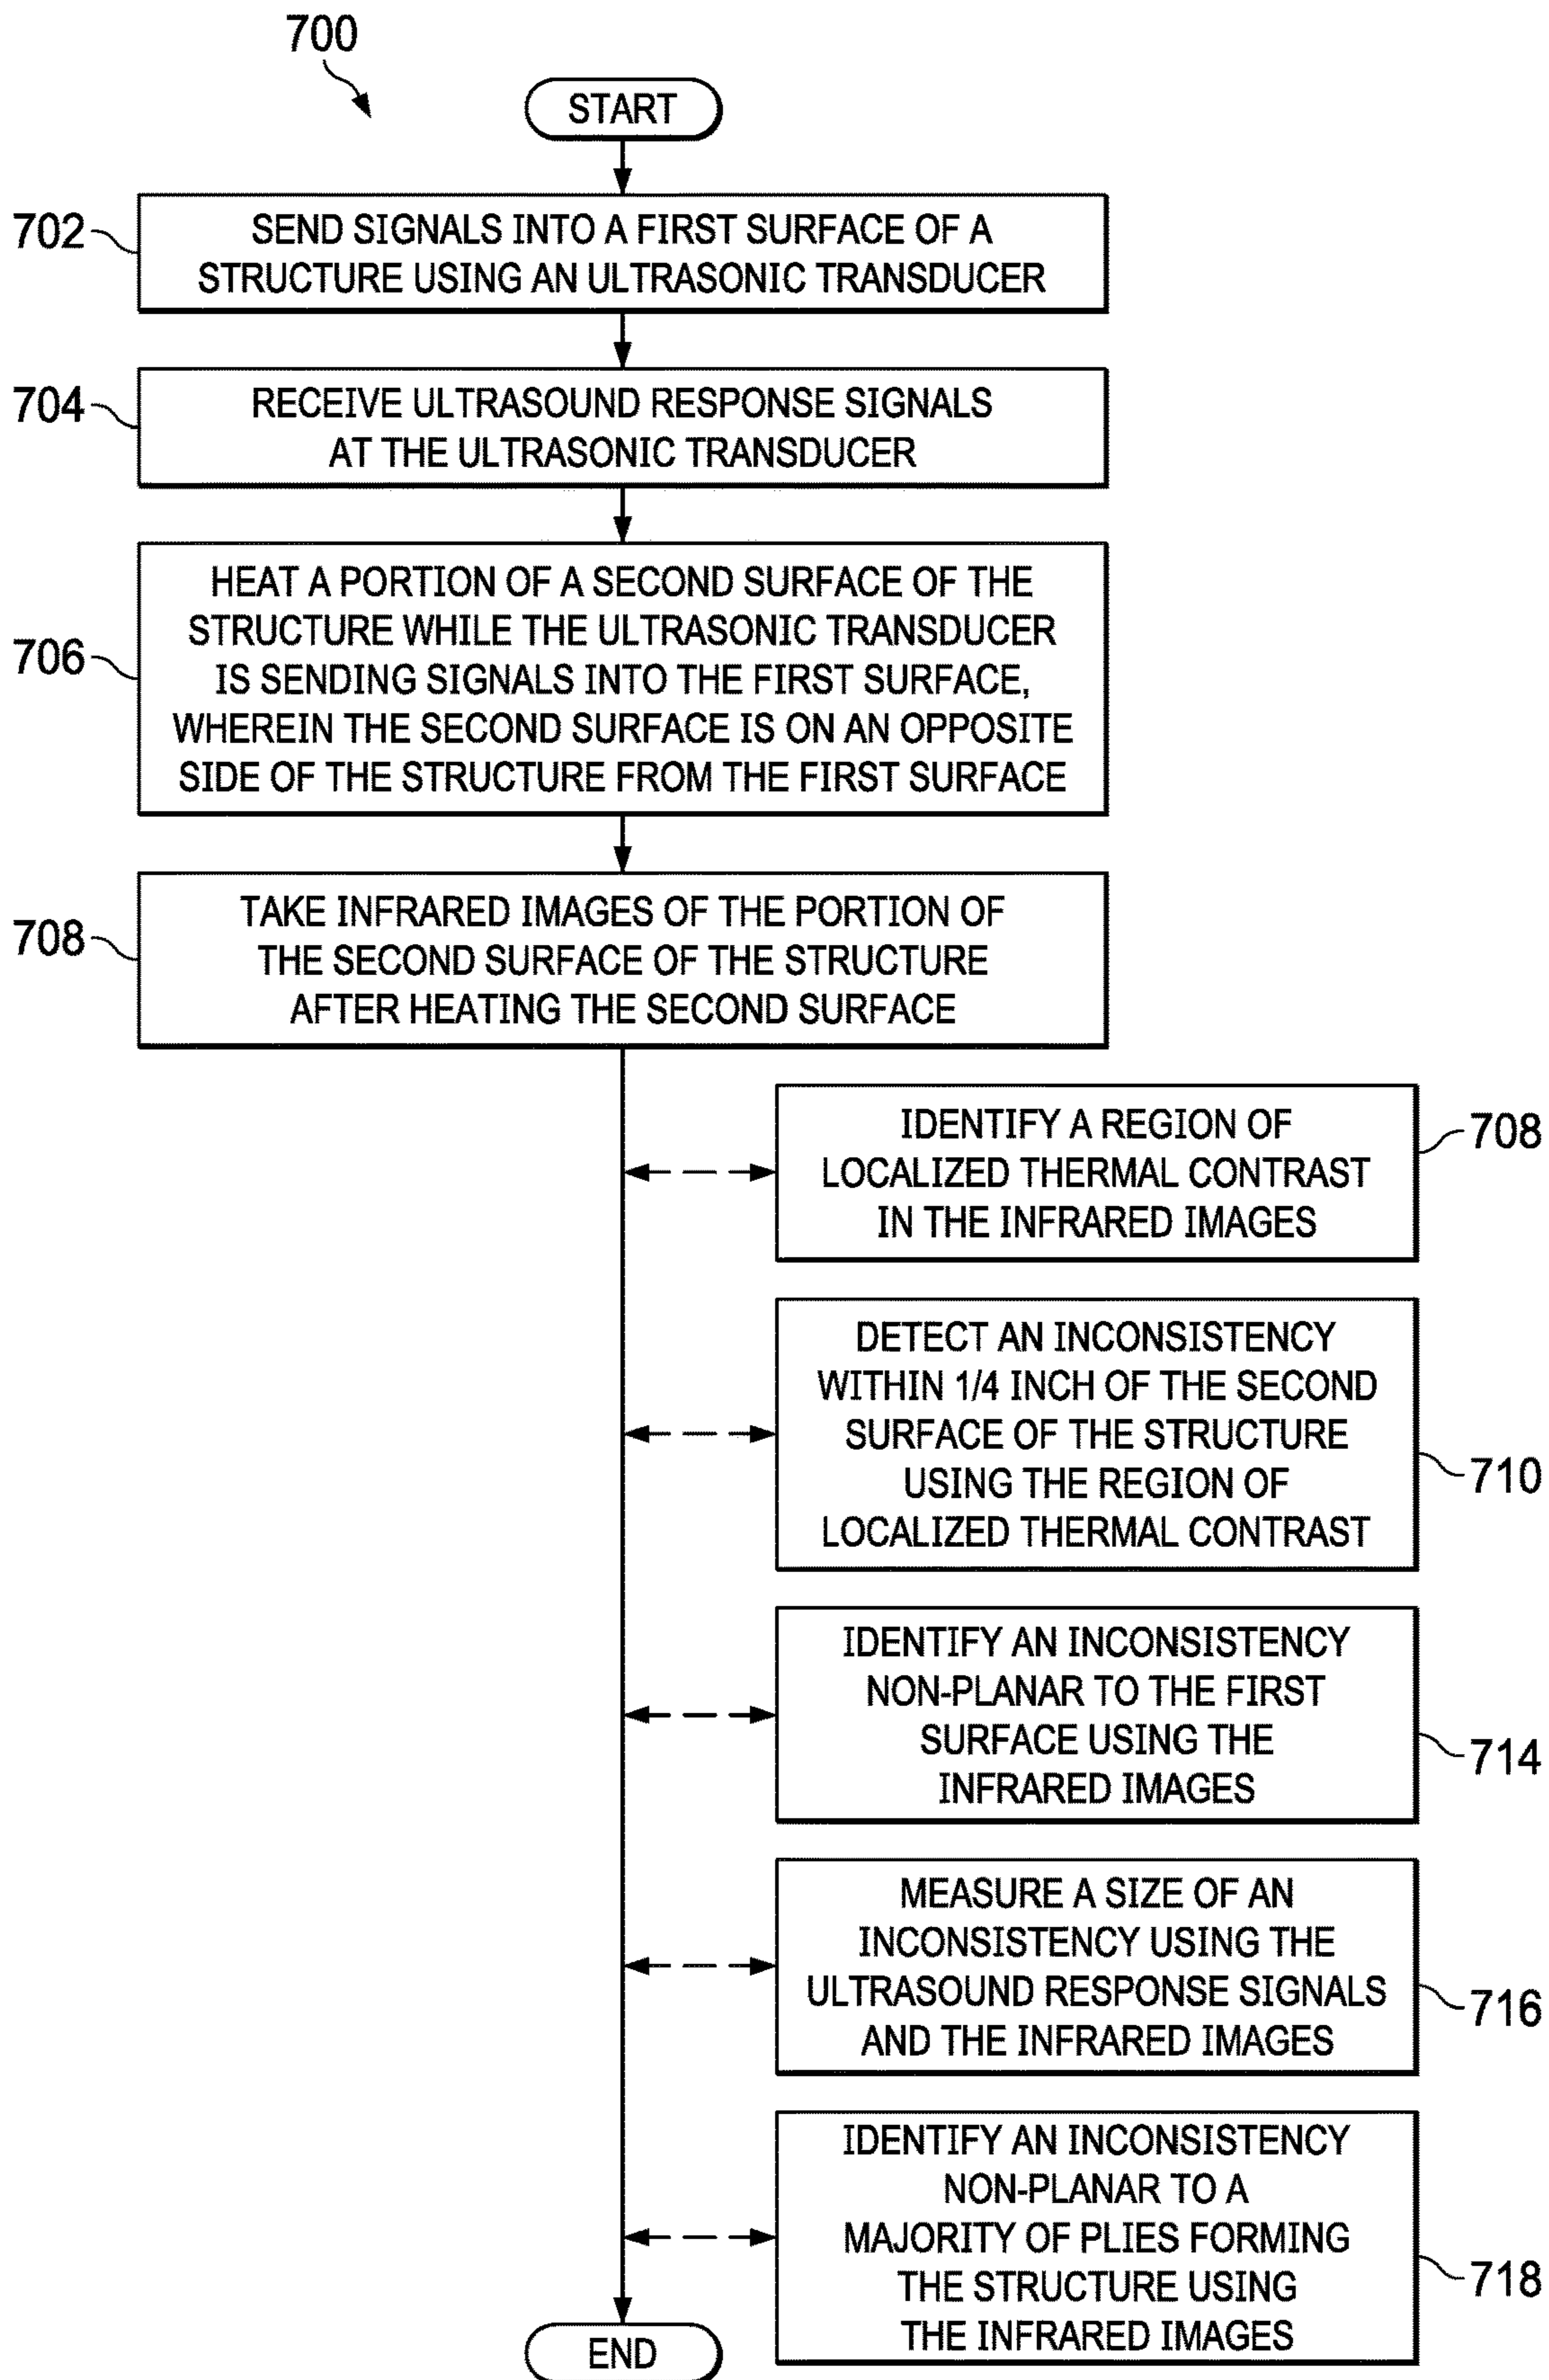 700
START
702
SEND SIGNALS INTO A FIRST SURFACE OF A
STRUCTURE USING AN ULTRASONIC TRANSDUCER
704
RECEIVE ULTRASOUND RESPONSE SIGNALS
AT THE ULTRASONIC TRANSDUCER
706
HEAT A PORTION OF A SECOND SURFACE OF THE
STRUCTURE WHILE THE ULTRASONIC TRANSDUCER
IS SENDING SIGNALS INTO THE FIRST SURFACE,
WHEREIN THE SECOND SURFACE IS ON AN OPPOSITE
SIDE OF THE STRUCTURE FROM THE FIRST SURFACE
708
TAKE INFRARED IMAGES OF THE PORTION OF
THE SECOND SURFACE OF THE STRUCTURE
AFTER HEATING THE SECOND SURFACE
IDENTIFY A REGION OF
LOCALIZED THERMAL CONTRAST
IN THE INFRARED IMAGES
708
DETECT AN INCONSISTENCY
WITHIN 1/4 INCH OF THE SECOND
SURFACE OF THE STRUCTURE
USING THE REGION OF
LOCALIZED THERMAL CONTRAST
710
IDENTIFY AN INCONSISTENCY
NON-PLANAR TO THE FIRST
SURFACE USING THE
INFRARED IMAGES
714
MEASURE A SIZE OF AN
INCONSISTENCY USING THE
ULTRASOUND RESPONSE SIGNALS
AND THE INFRARED IMAGES
716
IDENTIFY AN INCONSISTENCY
NON-PLANAR TO A
MAJORITY OF PLIES FORMING
THE STRUCTURE USING
THE INFRARED IMAGES
718
END